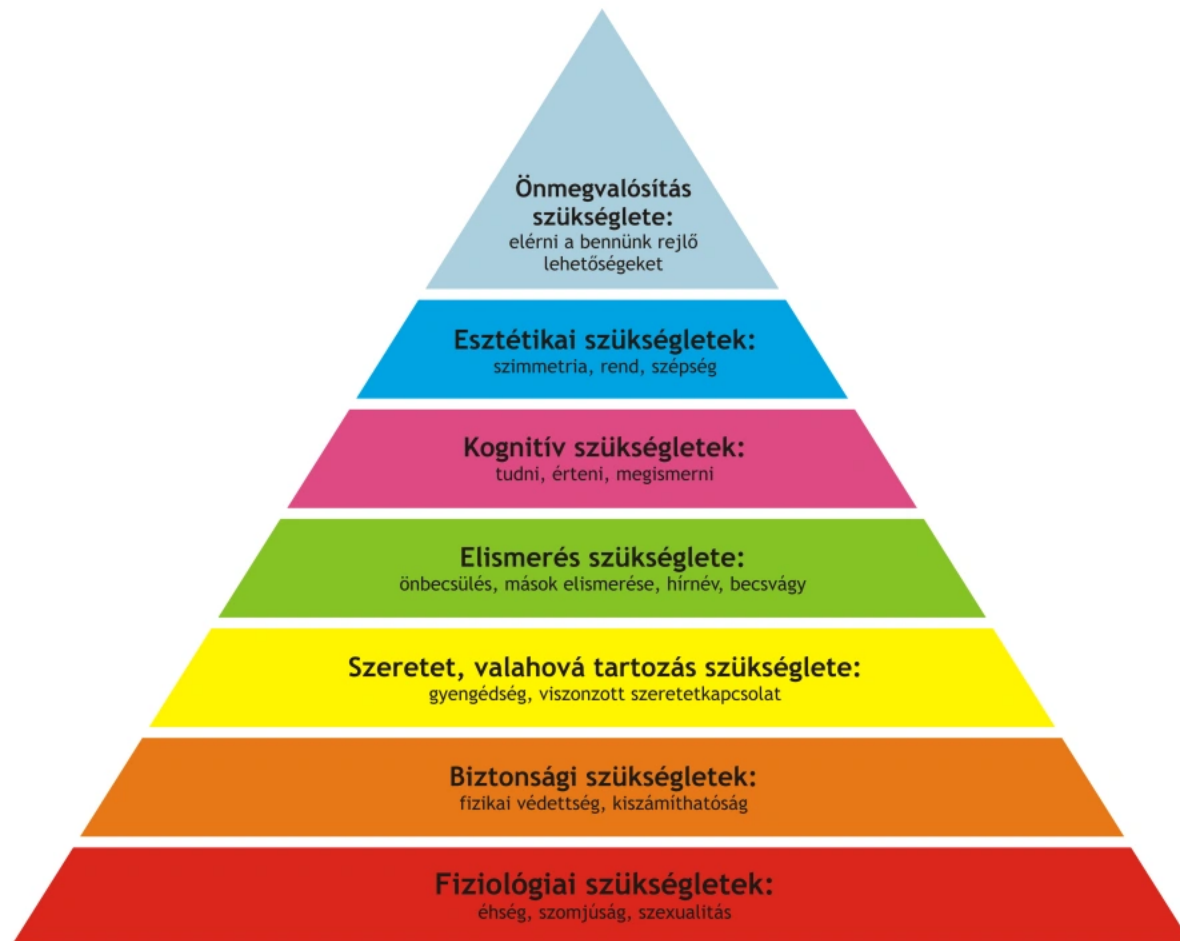 Önmegvalósítás
szükséglete:
elérni a bennünk rejlő
lehetőségeket
Esztétikai szükségletek:
szimmetria, rend, szépség
Kognitív szükségletek:
tudni, érteni, megismerni
Elismerés szükséglete:
önbecsülés, mások elismerése, hírnév, becsvágy
Szeretet, valahová tartozás szükséglete:
gyengédség, viszonzott szeretetkapcsolat
Biztonsági szükségletek:
fizikai védettség, kiszámíthatóság
Fiziológiai szükségletek:
éhség, szomjúság, szexualitás